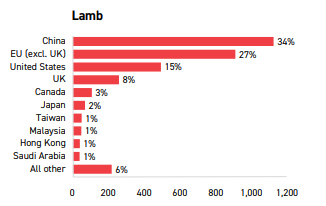 Lamb
China 34%
EU (excl. UK) 27%
United States 15%
UK 8%
Canada 3%
Japan 2%
Taiwan 1%
Malaysia 1%
Hong Kong 1%
Saudi Arabia 1%
All other 6%
0 200 400 600 800 1,000 1,200